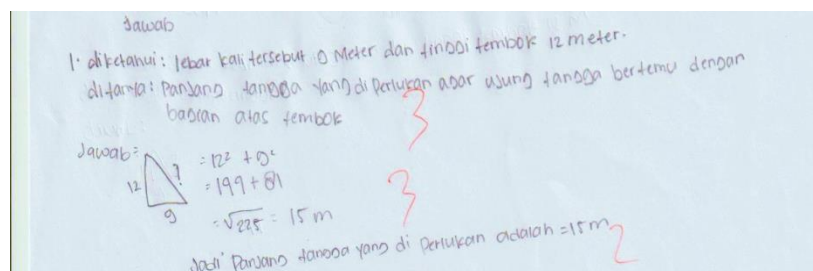 Jawab
1. diketahui: lebar kali tersebut 9 Meter dan tinggi tembok 12 meter.
ditanya: Panjang tangga yang di Perlukan agar ujung tangga bertemu dengan
bagian atas tembok
3
Jawab:
12
?
9
= 12² + 9²
= 144 + 81
= √225 = 15 m
3
Jadi Panjang tangga yang di Perlukan adalah = 15 m
2